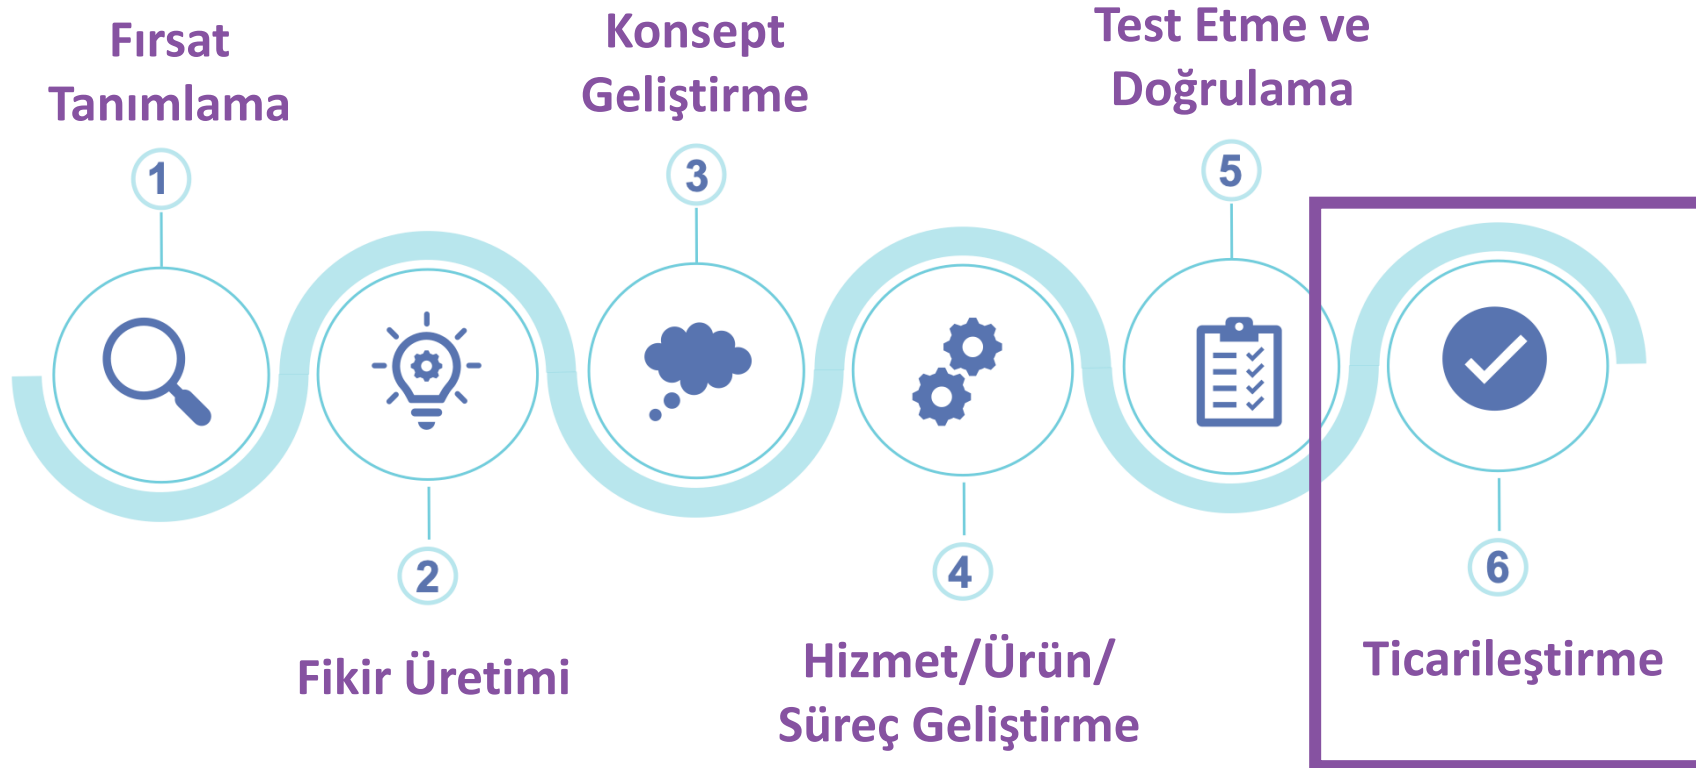 Fırsat
Tanımlama
1
2
Fikir Üretimi
Konsept
Geliştirme
3
4
Hizmet/Ürün/
Süreç Geliştirme
Test Etme ve
Doğrulama
5
6
Ticarileştirme